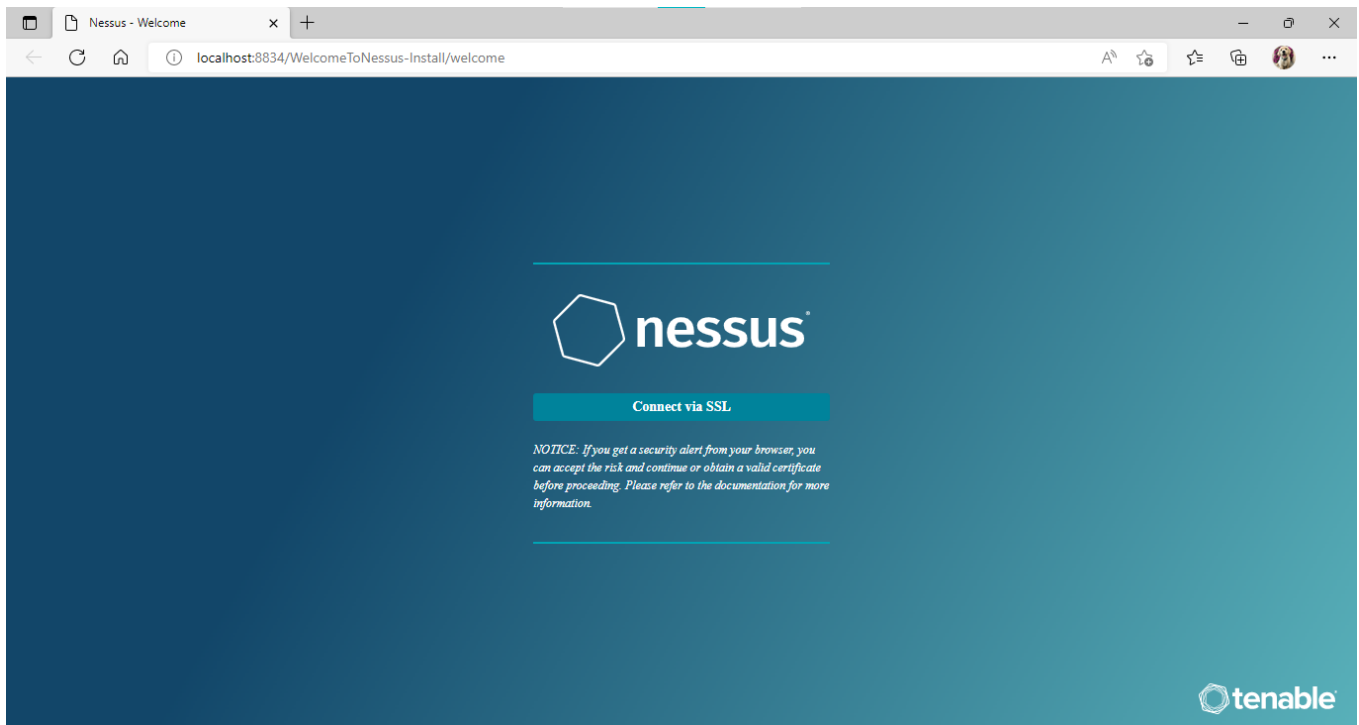 Nessus - Welcome
localhost:8834/WelcomeToNessus-Install/welcome
nessus
Connect via SSL
NOTICE: If you get a security alert from your browser, you
can accept the risk and continue or obtain a valid certificate
before proceeding. Please refer to the documentation for more
information.
tenable